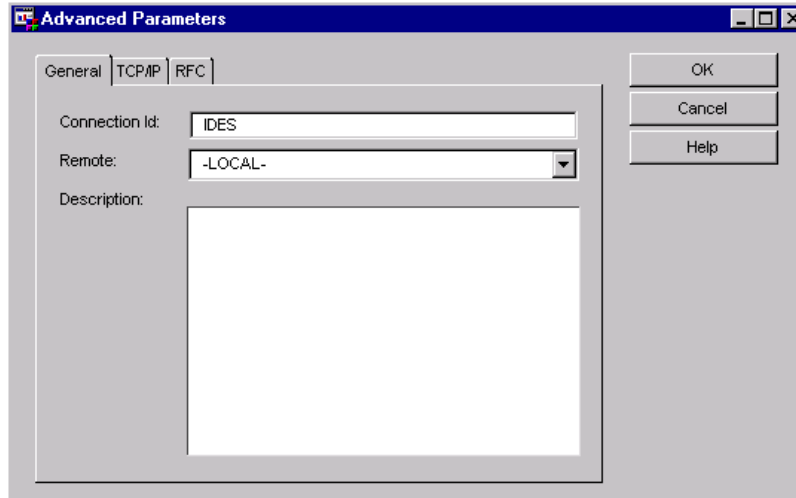 Advanced Parameters
General TCP/IP RFC
OK
Cancel
Help
Connection Id: IDES
Remote: -LOCAL-
Description: